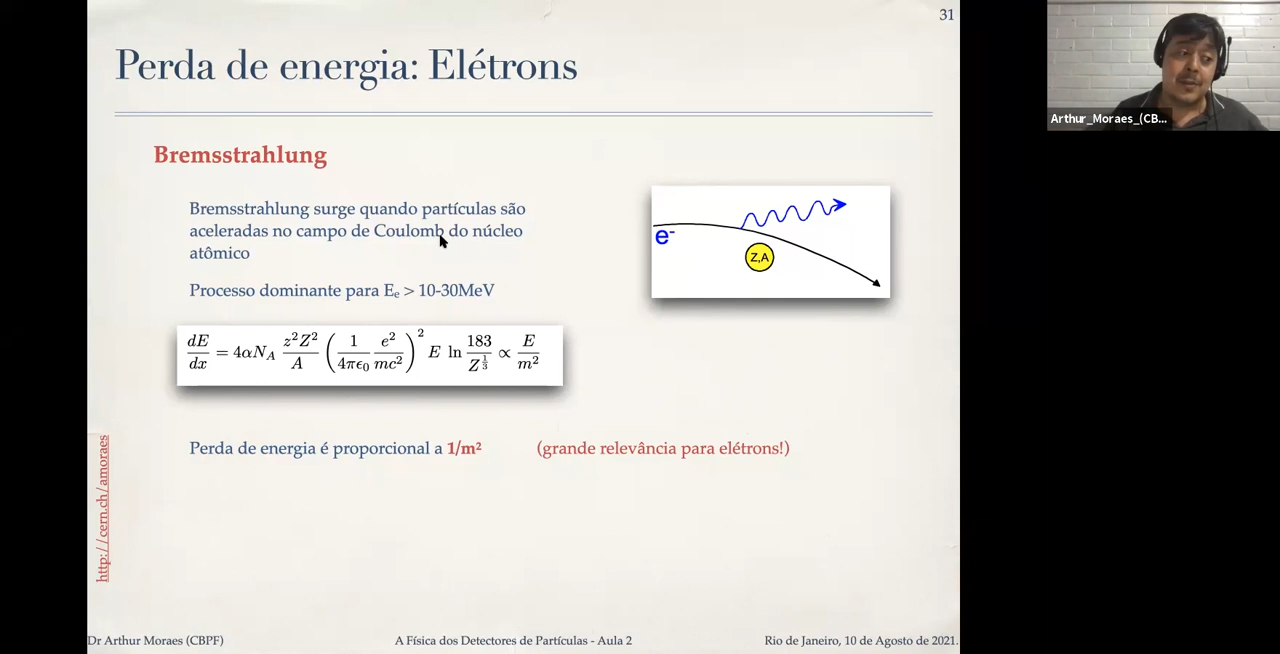 31
Perda de energia: Elétrons
Bremsstrahlung
Bremsstrahlung surge quando partículas são
aceleradas no campo de Coulomb do núcleo
atômico
Processo dominante para Eₑ > 10-30MeV
dE/dx = 4αN_A z²Z²/A (1/4πϵ₀ e²/mc²)² E ln 183/Z^⅓ ∝ E/m²
Perda de energia é proporcional a 1/m² (grande relevância para elétrons!)
e⁻
Z,A
http://cern.ch/amoraes
Dr Arthur Moraes (CBPF) A Física dos Detectores de Partículas - Aula 2 Rio de Janeiro, 10 de Agosto de 2021.
Arthur_Moraes_(CB...